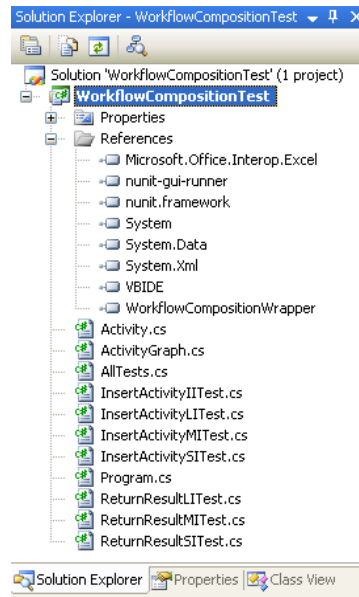 Solution Explorer - WorkflowCompositionTest
Solution 'WorkflowCompositionTest' (1 project)
WorkflowCompositionTest
Properties
References
Microsoft.Office.Interop.Excel
nunit-gui-runner
nunit.framework
System
System.Data
System.Xml
VBIDE
WorkflowCompositionWrapper
Activity.cs
ActivityGraph.cs
AllTests.cs
InsertActivityIITest.cs
InsertActivityLITest.cs
InsertActivityMITest.cs
InsertActivitySITest.cs
Program.cs
ReturnResultLITest.cs
ReturnResultMITest.cs
ReturnResultSITest.cs
Solution Explorer Properties Class View